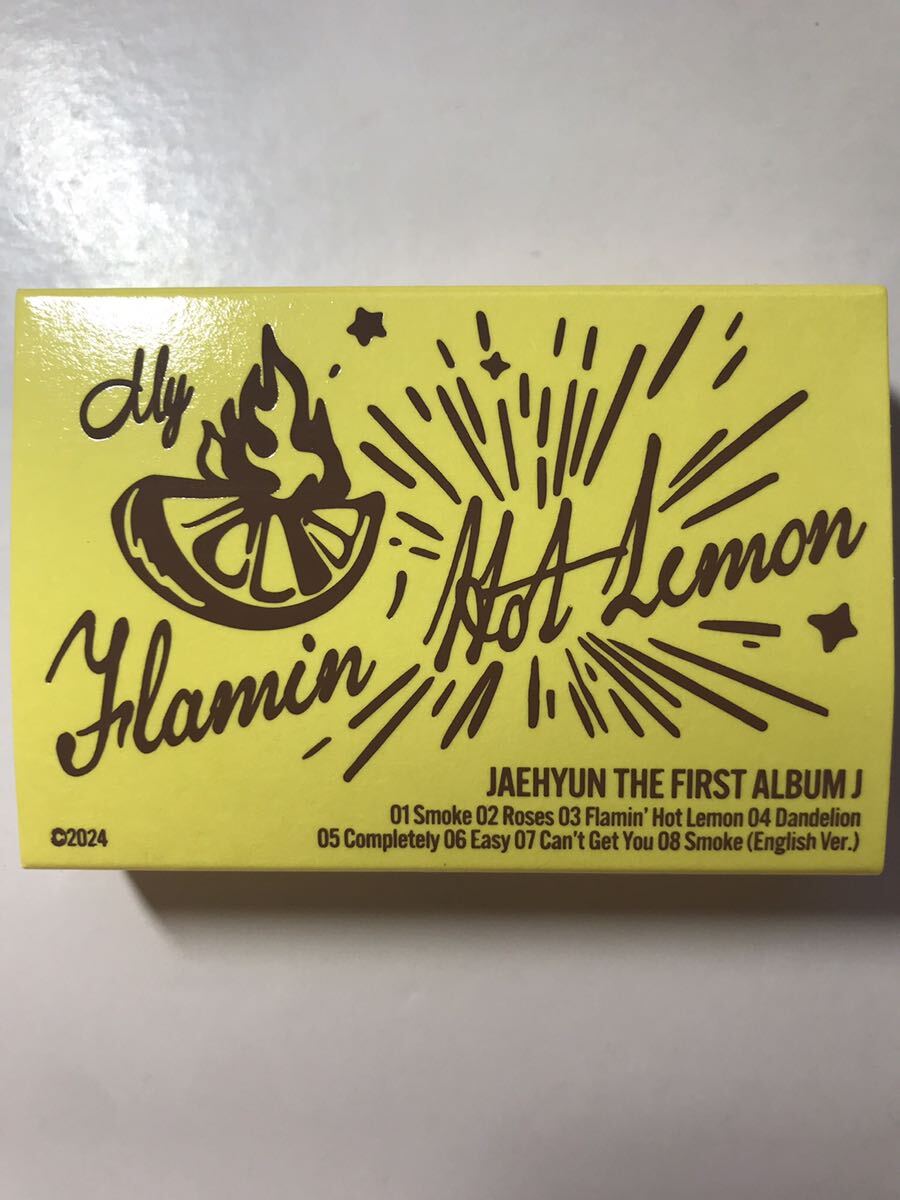 My
Flamin Hot Lemon
JAEHYUN THE FIRST ALBUM J
01 Smoke 02 Roses 03 Flamin' Hot Lemon 04 Dandelion
05 Completely 06 Easy 07 Can't Get You 08 Smoke (English Ver.)
©2024